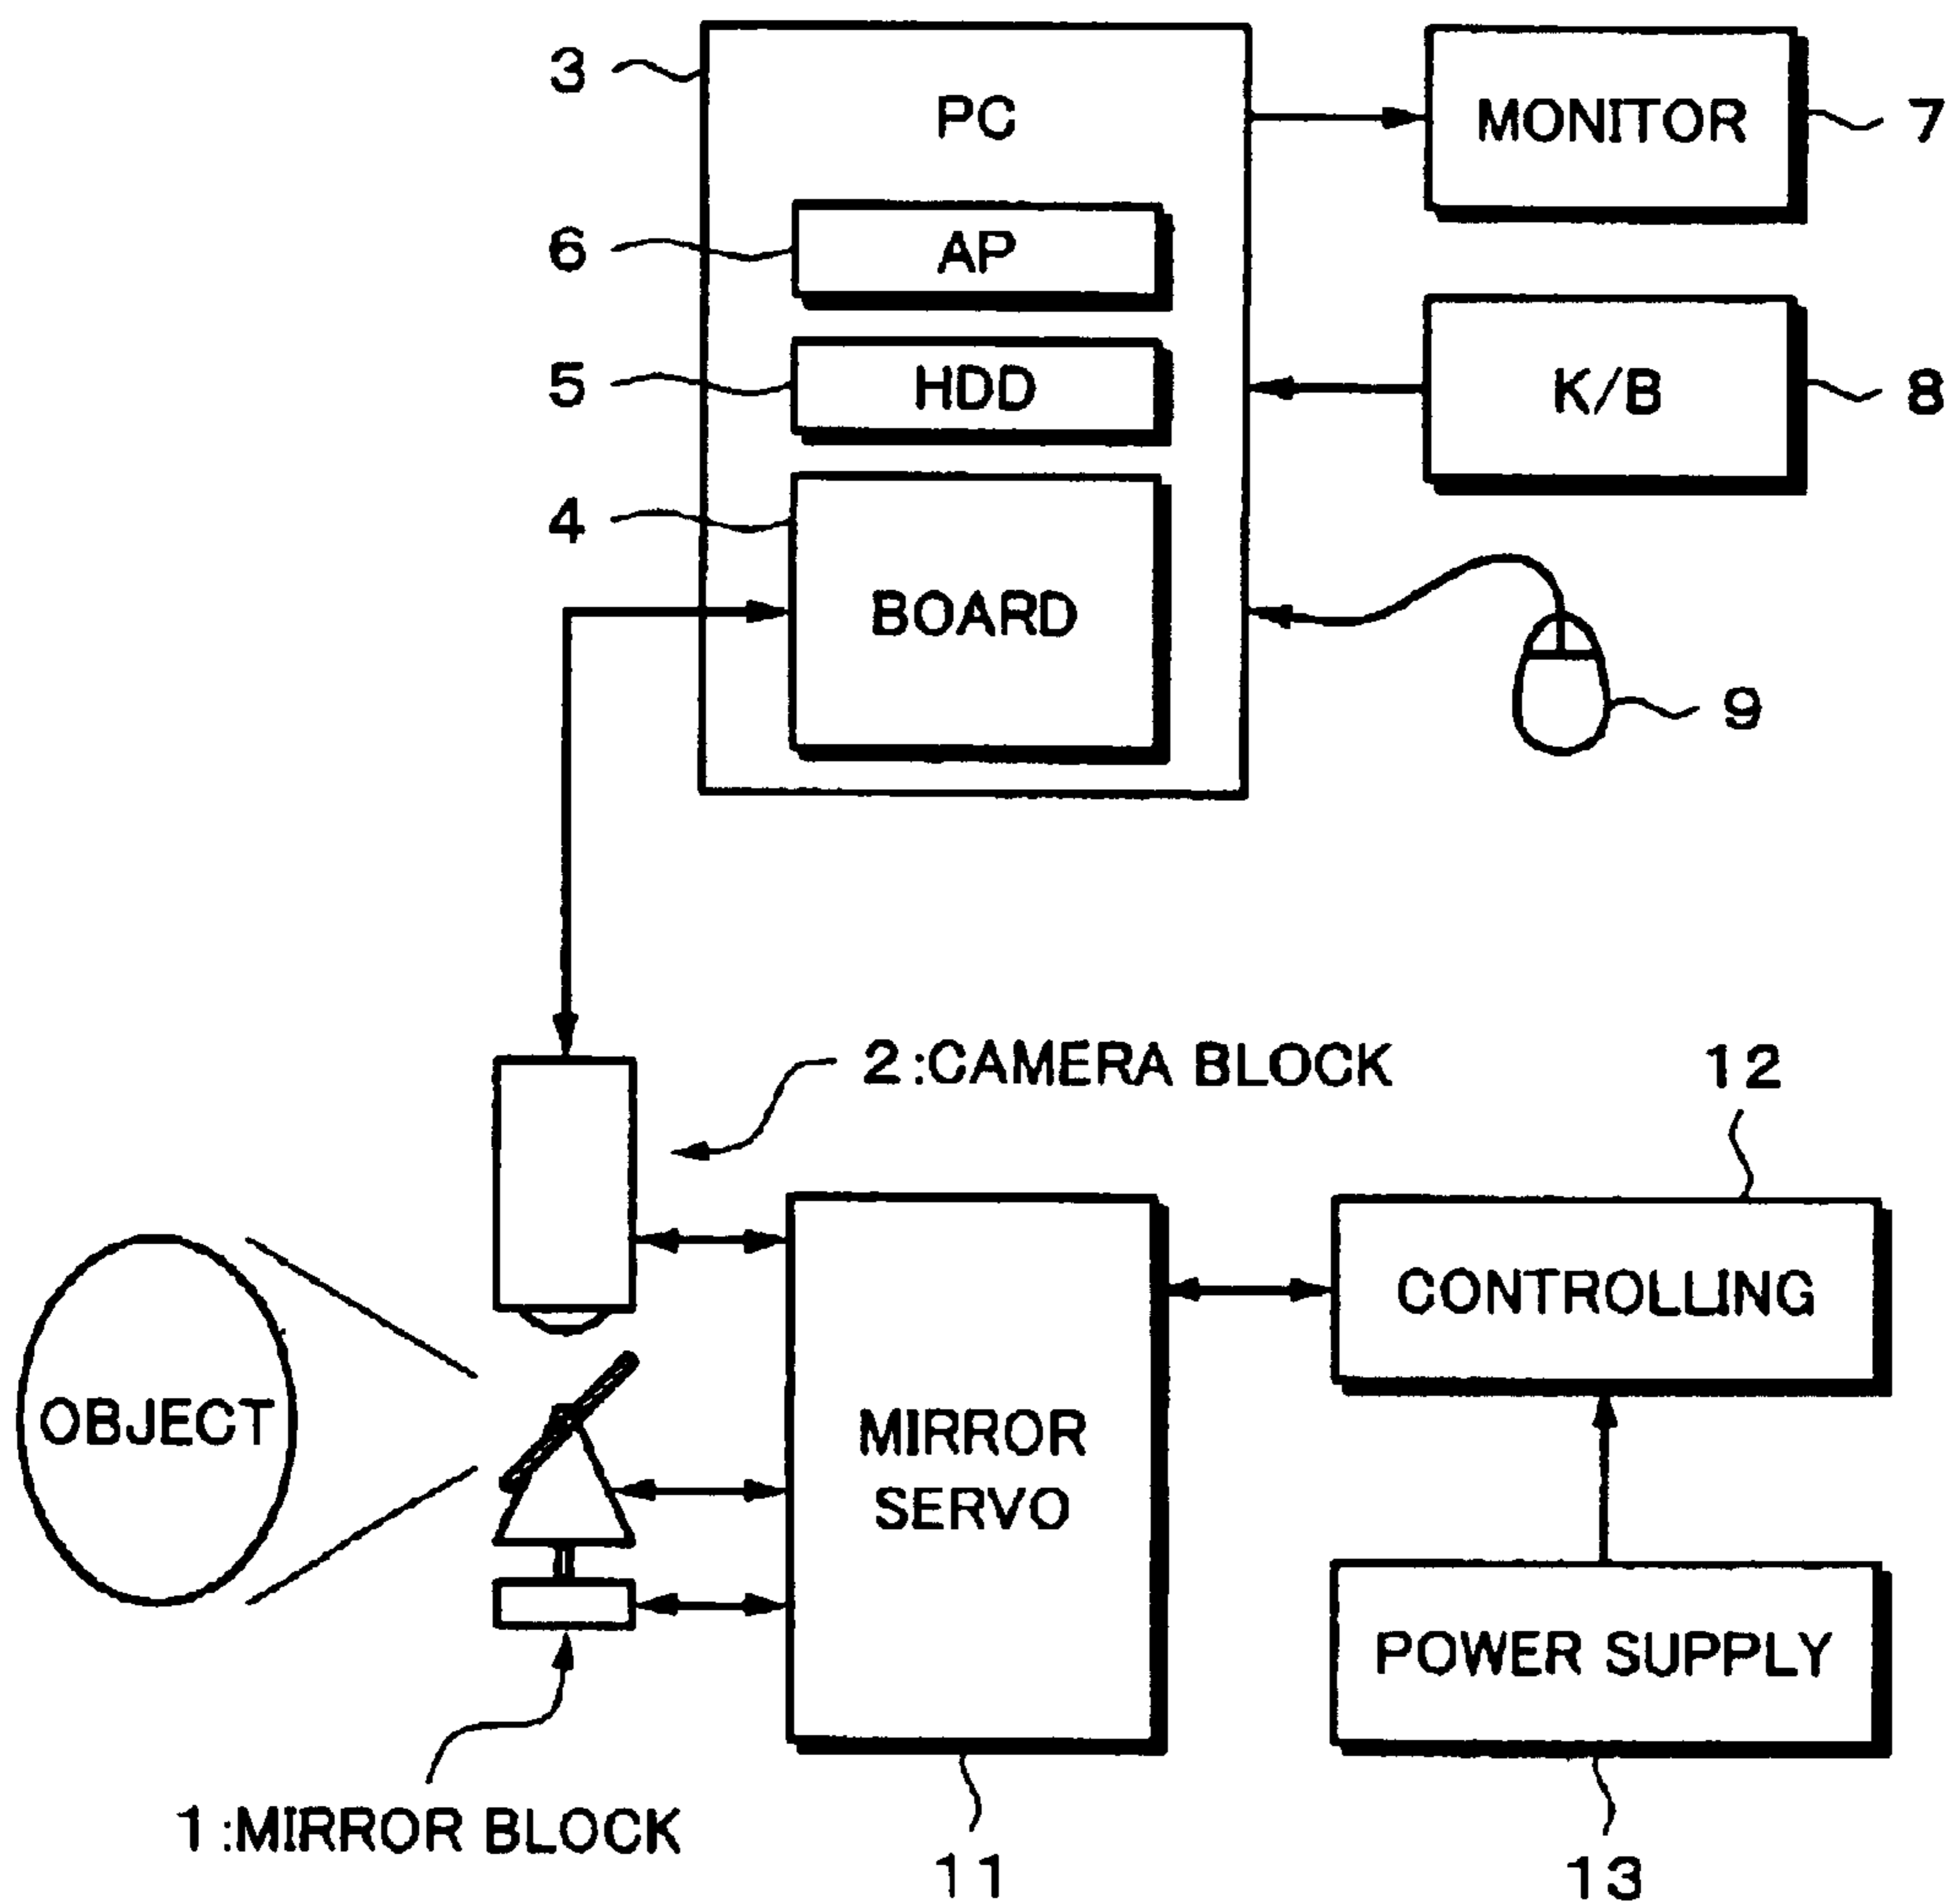 3
PC
MONITOR
7
6
AP
5
HDD
K/B
8
4
BOARD
9
2:CAMERA BLOCK
12
CONTROLLING
OBJECT
MIRROR
SERVO
POWER SUPPLY
1:MIRROR BLOCK
11
13